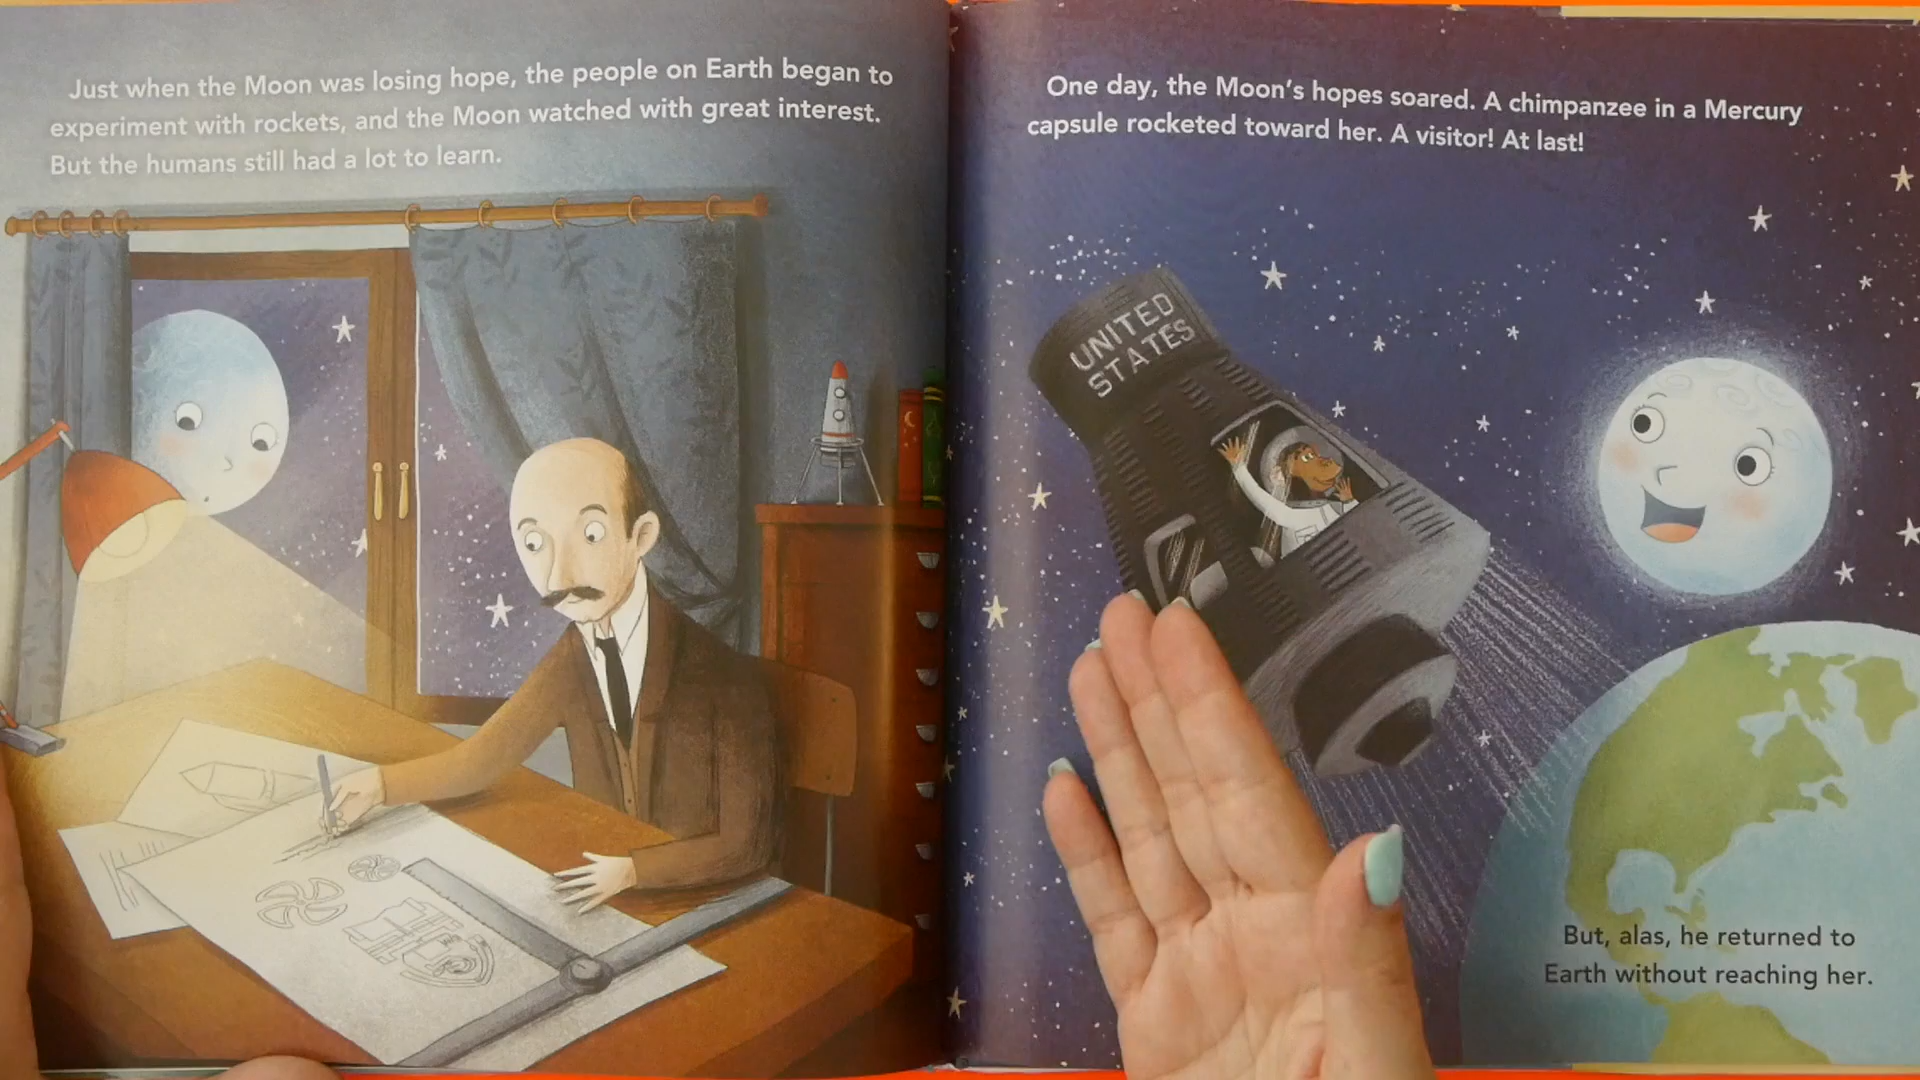 Just when the Moon was losing hope, the people on Earth began to
experiment with rockets, and the Moon watched with great interest.
But the humans still had a lot to learn.
One day, the Moon's hopes soared. A chimpanzee in a Mercury
capsule rocketed toward her. A visitor! At last!
UNITED
STATES
But, alas, he returned to
Earth without reaching her.